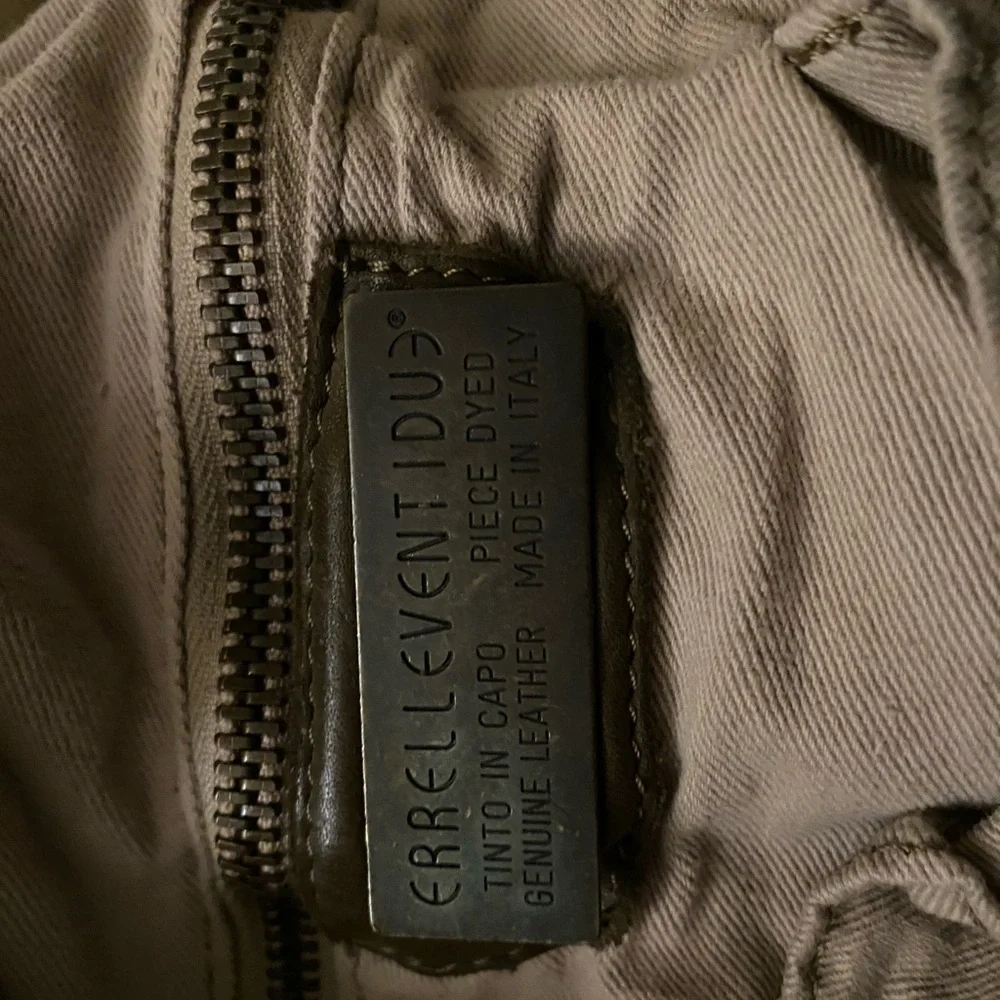 ERRELLEVENTIDUE®
TINTO IN CAPO PIECE DYED
GENUINE LEATHER MADE IN ITALY